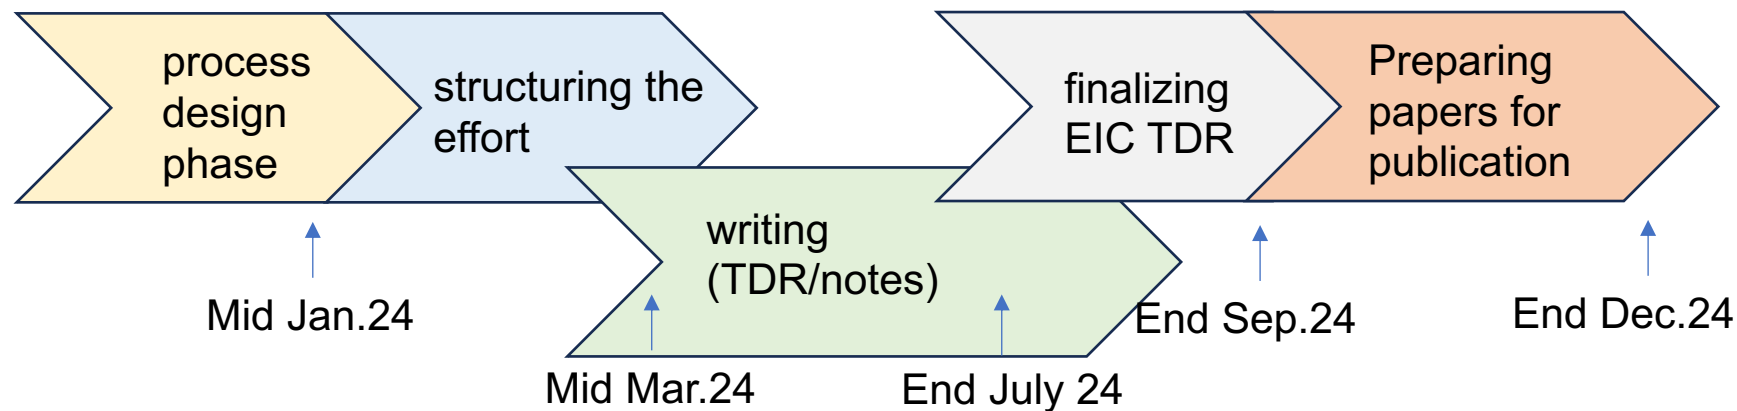 process
design
phase
structuring the
effort
writing
(TDR/notes)
finalizing
EIC TDR
Preparing
papers for
publication
Mid Jan.24
Mid Mar.24
End July 24
End Sep.24
End Dec.24